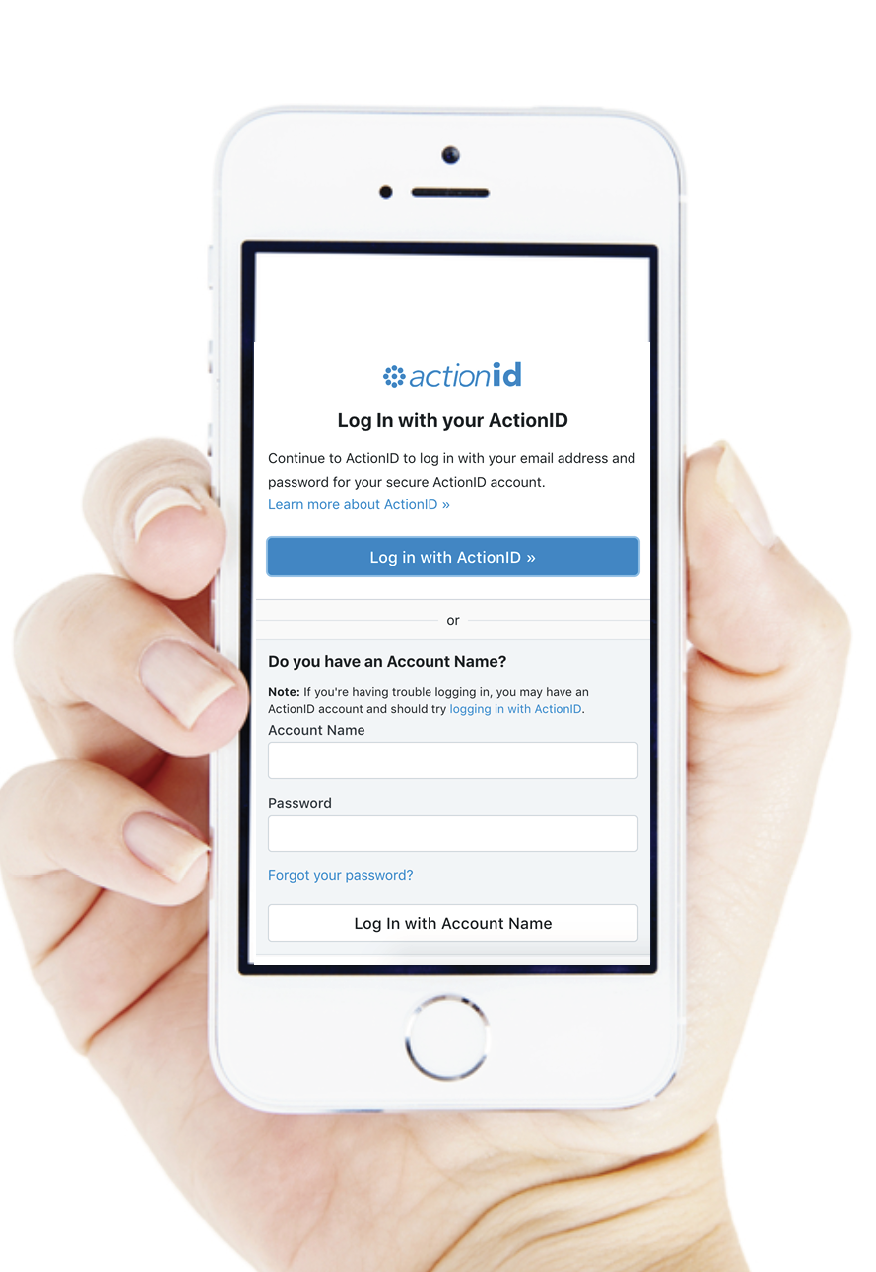 actionid
Log In with your ActionID
Continue to ActionID to log in with your email address and
password for your secure ActionID account.
Learn more about ActionID »
Log in with ActionID »
or
Do you have an Account Name?
Note: If you're having trouble logging in, you may have an
ActionID account and should try logging in with ActionID.
Account Name
Password
Forgot your password?
Log In with Account Name